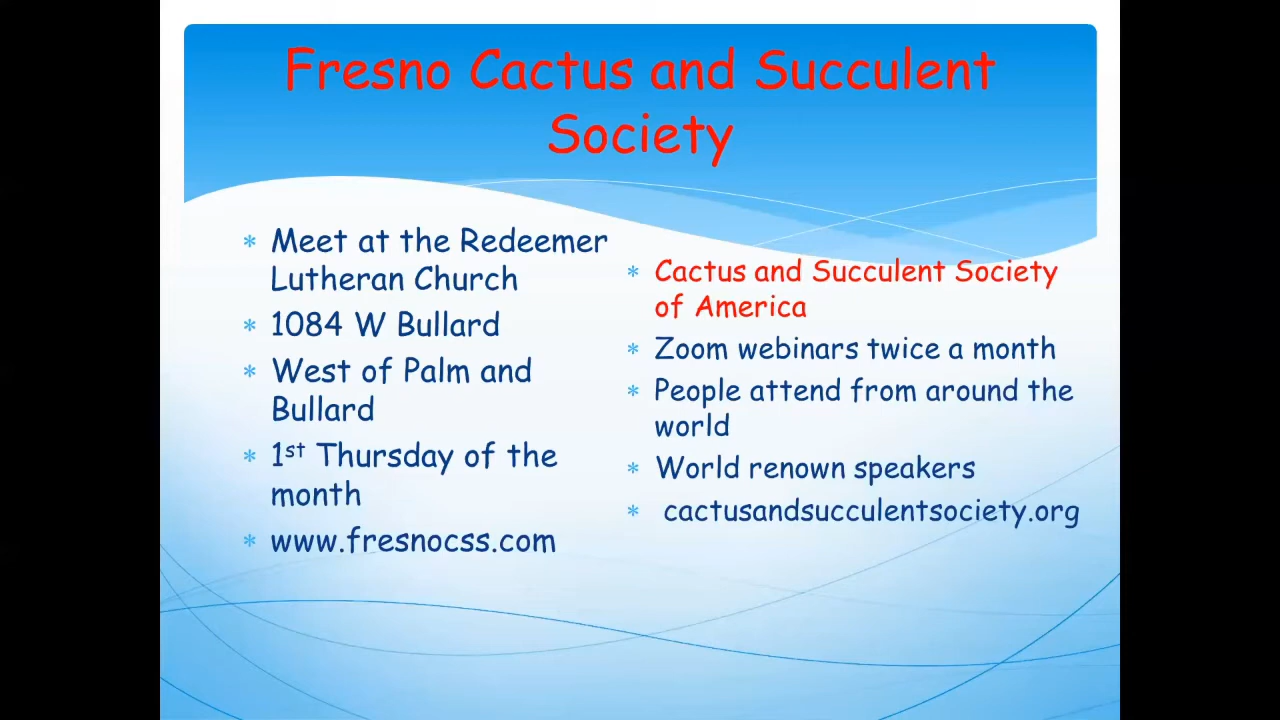 Fresno Cactus and Succulent
Society
* Meet at the Redeemer
Lutheran Church
* 1084 W Bullard
* West of Palm and
Bullard
* 1st Thursday of the
month
* www.fresnocss.com
* Cactus and Succulent Society
of America
* Zoom webinars twice a month
* People attend from around the
world
* World renown speakers
* cactusandsucculentsociety.org